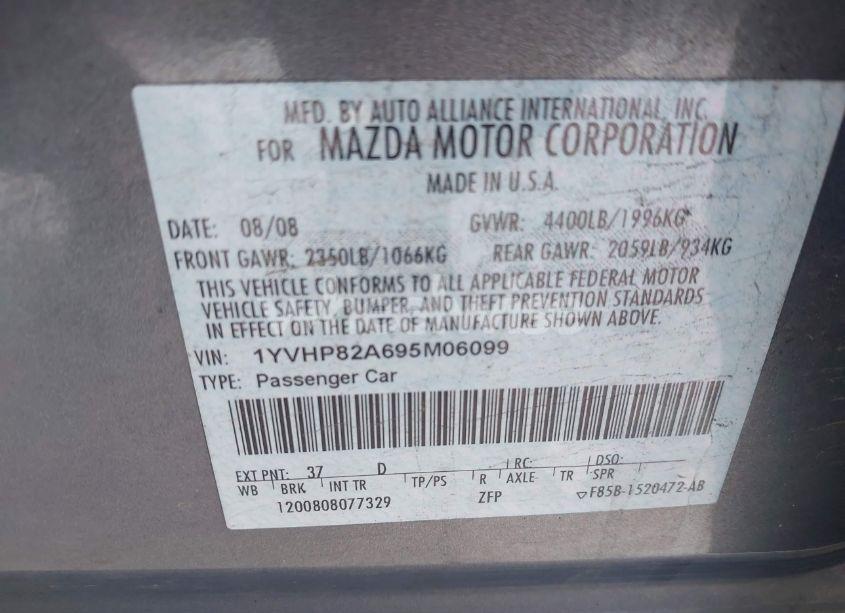 MFD. BY AUTO ALLIANCE INTERNATIONAL, INC.
FOR MAZDA MOTOR CORPORATION
MADE IN U.S.A.
DATE: 08/08 GVWR: 4400LB/1996KG
FRONT GAWR: 2350LB/1066KG REAR GAWR: 2059LB/934KG
THIS VEHICLE CONFORMS TO ALL APPLICABLE FEDERAL MOTOR
VEHICLE SAFETY, BUMPER, AND THEFT PREVENTION STANDARDS
IN EFFECT ON THE DATE OF MANUFACTURE SHOWN ABOVE.
VIN: 1YVHP82A695M06099
TYPE: Passenger Car
EXT PNT: 37 D RC: DSO:
WB BRK INT TR TP/PS R AXLE TR SPR
1200808077329 ZFP ▽F85B-1520472-AB